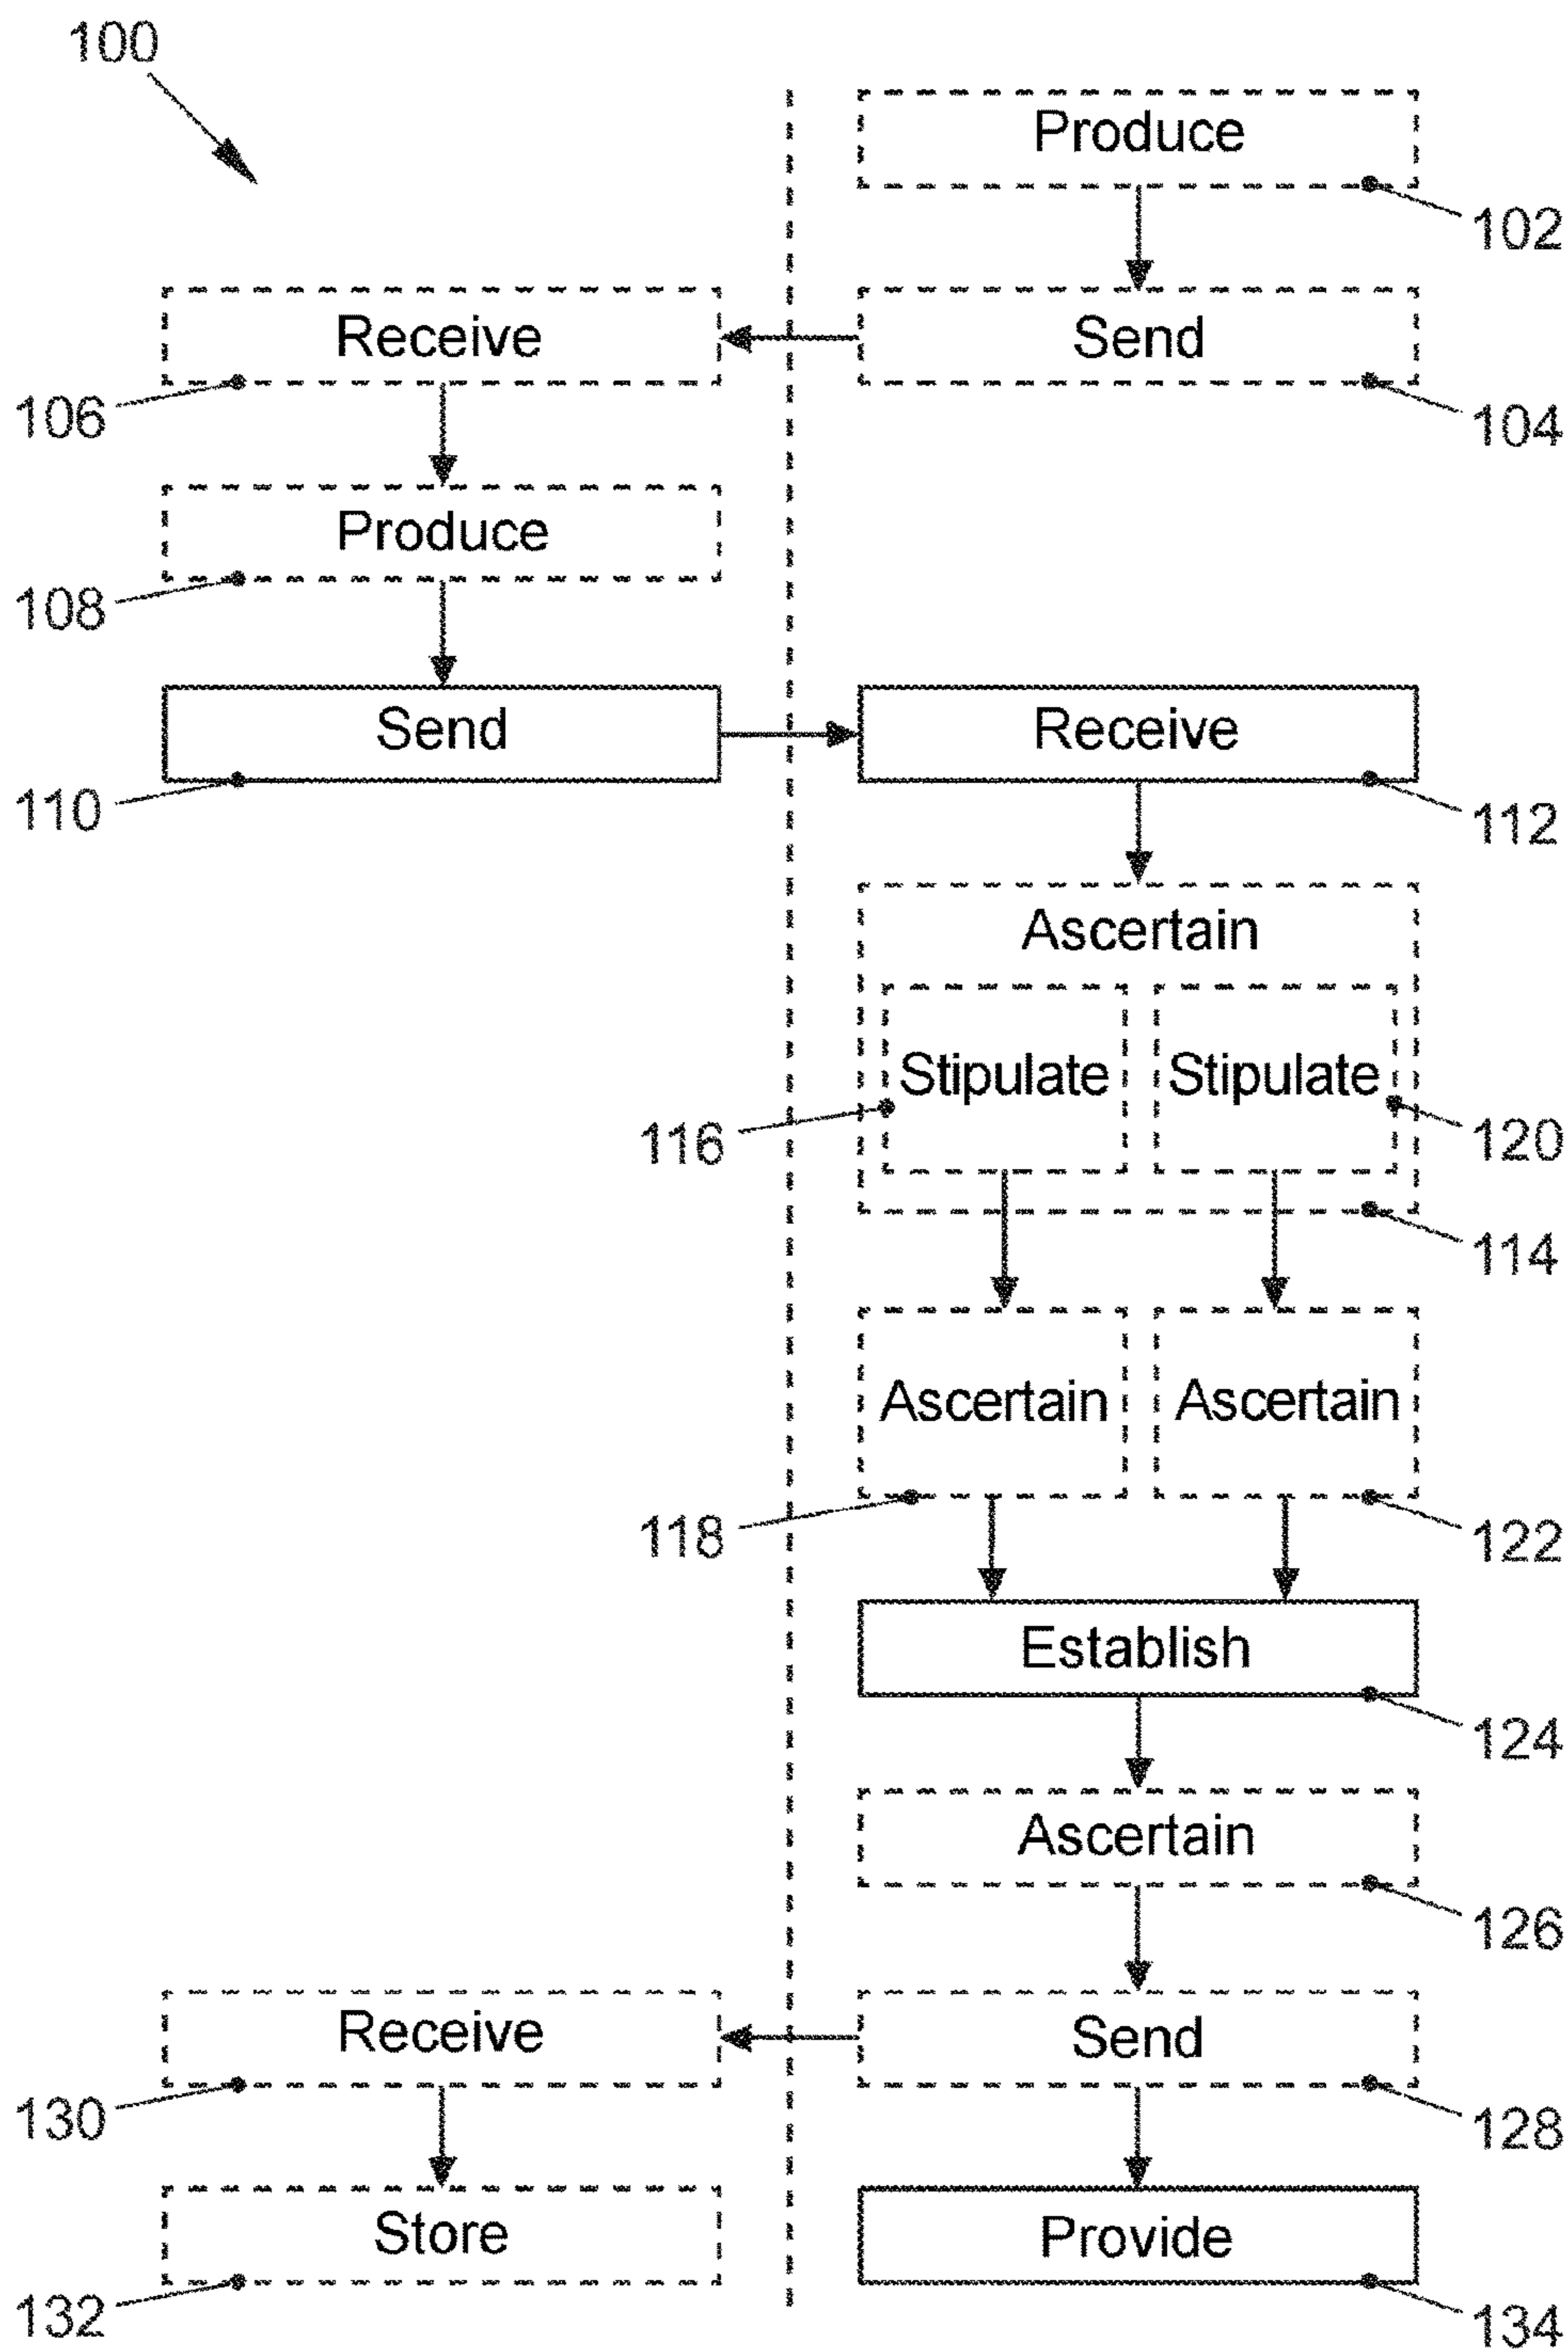 100
Produce
102
Receive
Send
106
104
Produce
108
Send
Receive
110
112
Ascertain
Stipulate
Stipulate
116
120
114
Ascertain
Ascertain
118
122
Establish
124
Ascertain
126
Receive
Send
130
128
Store
Provide
132
134